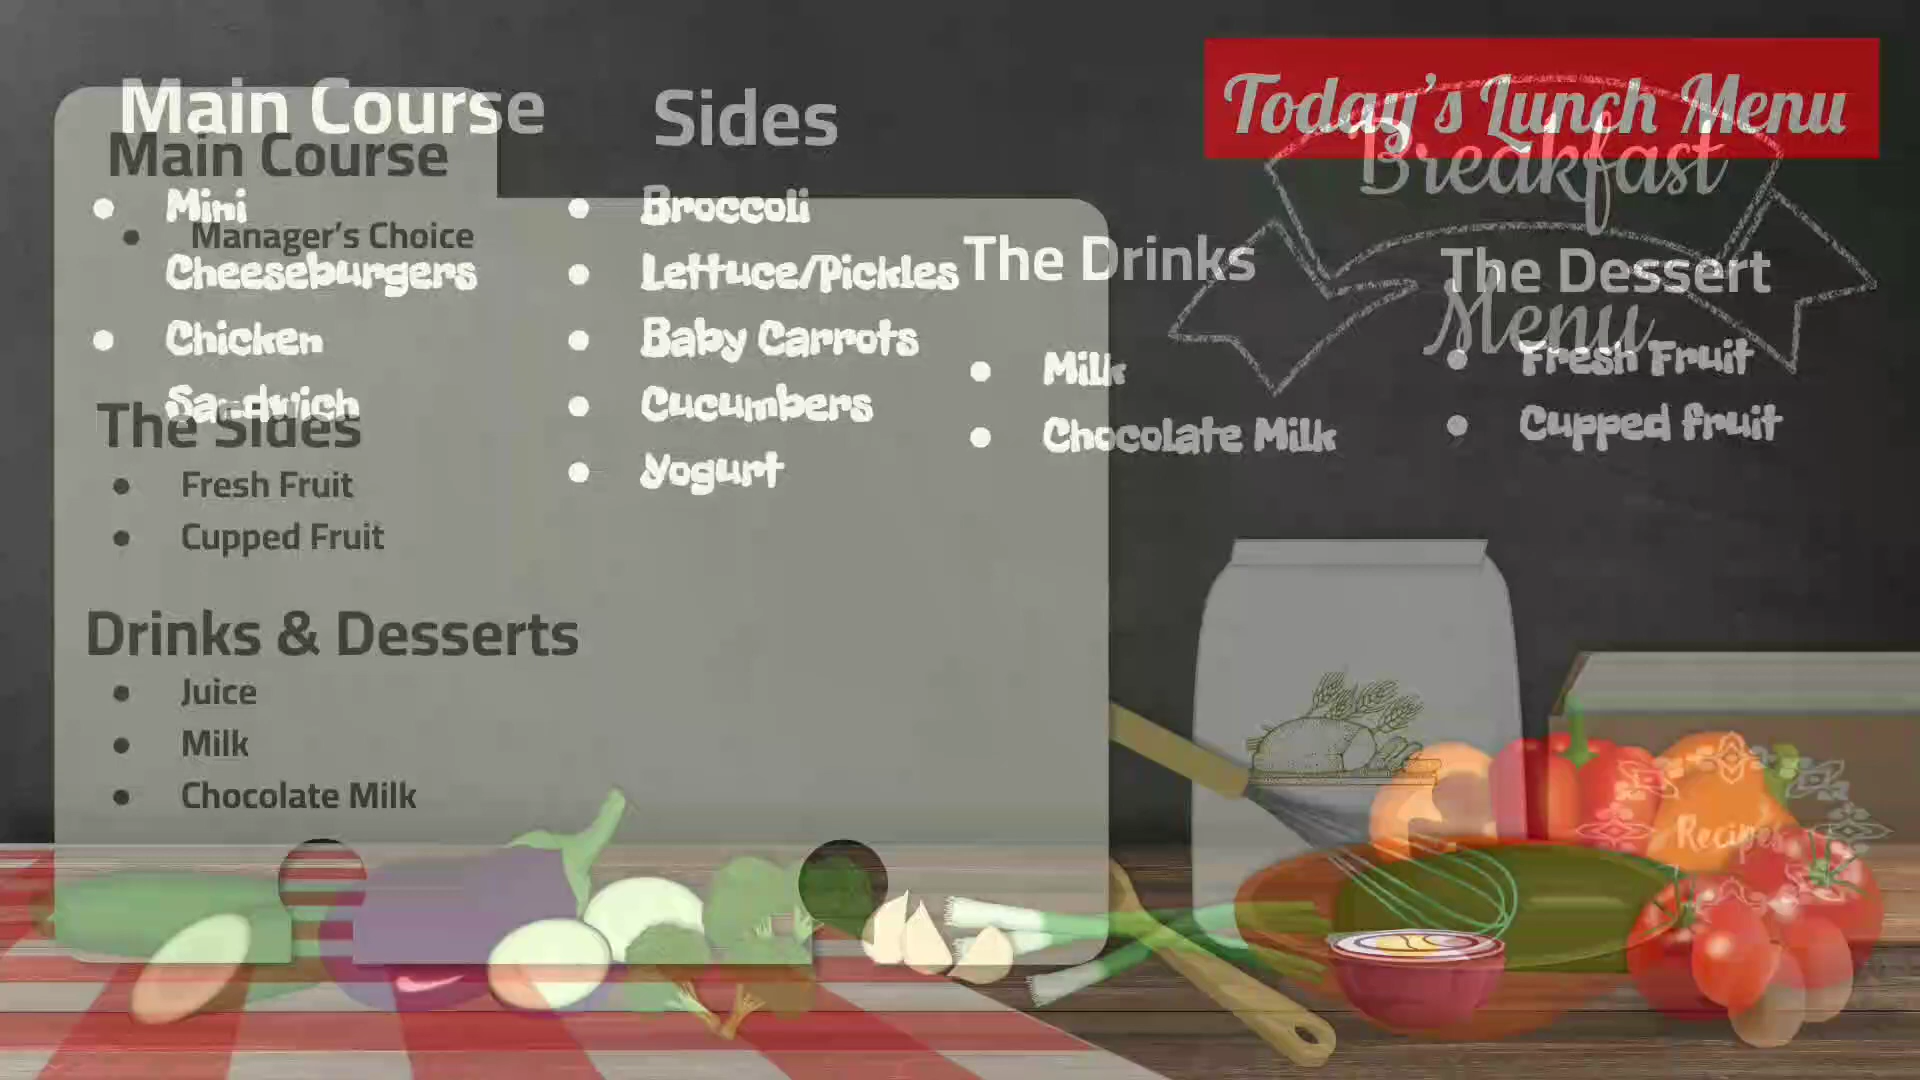 Today's Lunch Menu
Main Course
Mini
Cheeseburgers
Chicken
Sandwich
Sides
Broccoli
Lettuce/Pickles
Baby Carrots
Cucumbers
Yogurt
The Drinks
Milk
Chocolate Milk
The Dessert
Fresh Fruit
Cupped fruit
Breakfast
Menu
Main Course
Manager's Choice
The Sides
Fresh Fruit
Cupped Fruit
Drinks & Desserts
Juice
Milk
Chocolate Milk
Recipes